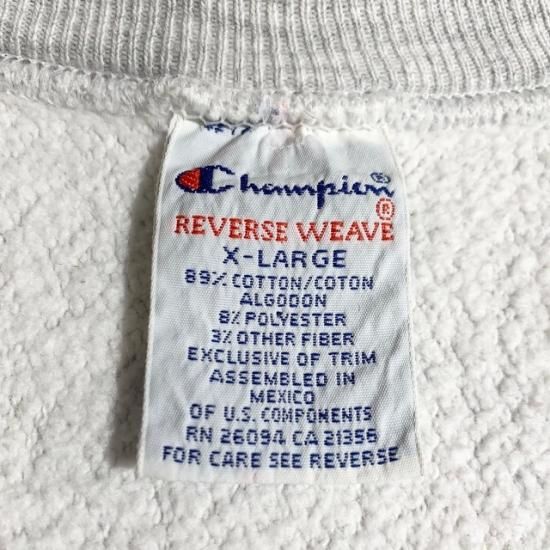 Champion®
REVERSE WEAVE®
X-LARGE
89% COTTON/COTON
ALGODON
8% POLYESTER
3% OTHER FIBER
EXCLUSIVE OF TRIM
ASSEMBLED IN
MEXICO
OF U.S. COMPONENTS
RN 26094 CA 21356
FOR CARE SEE REVERSE